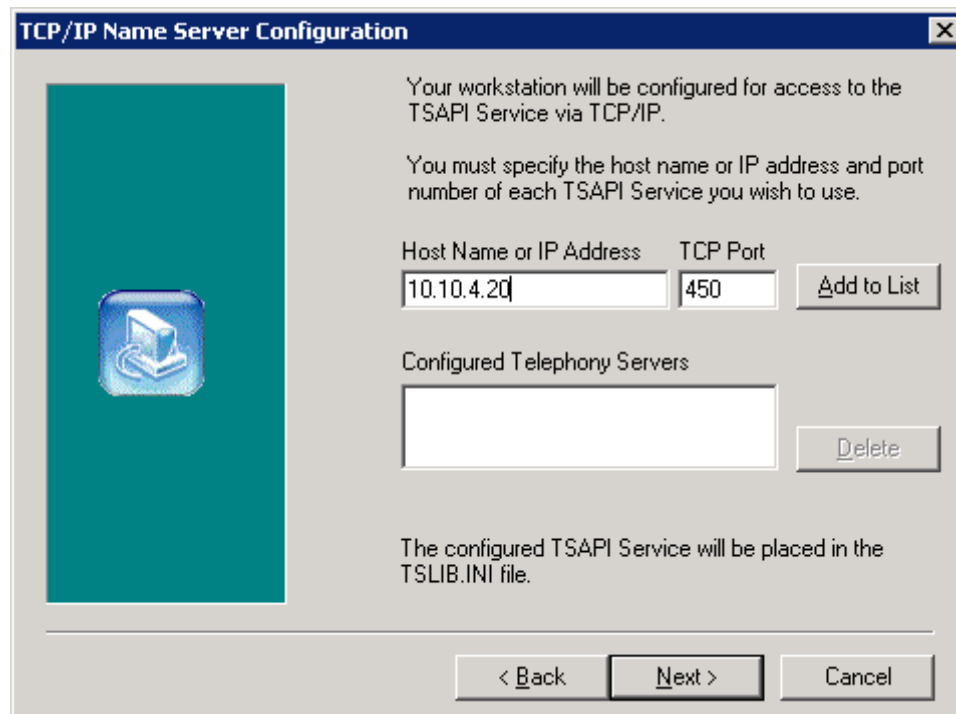 TCP/IP Name Server Configuration
Your workstation will be configured for access to the
TSAPI Service via TCP/IP.
You must specify the host name or IP address and port
number of each TSAPI Service you wish to use.
Host Name or IP Address TCP Port
10.10.4.20 450 Add to List
Configured Telephony Servers
Delete
The configured TSAPI Service will be placed in the
TSLIB.INI file.
< Back Next > Cancel